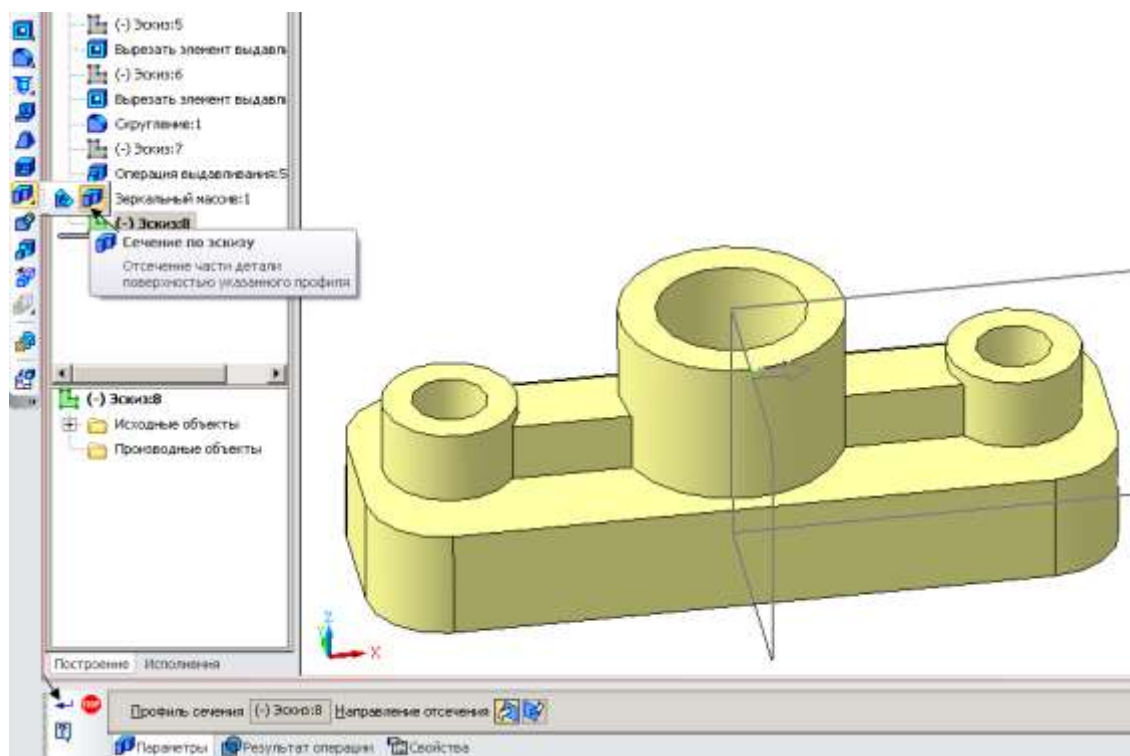 (-) Эскиз:5
Вырезать элемент выдавл
(-) Эскиз:6
Вырезать элемент выдавл
Скругление:1
(-) Эскиз:7
Операция выдавливания:5
Зеркальный массив:1
(-) Эскиз:8
Сечение по эскизу
Отсечение части детали
поверхностью указанного профиля
(-) Эскиз:8
Исходные объекты
Производные объекты
Z
Y
X
Построение Исполнения
STOP
Профиль сечения (-) Эскиз:8 Направление отсечения
Параметры Результат операции Свойства